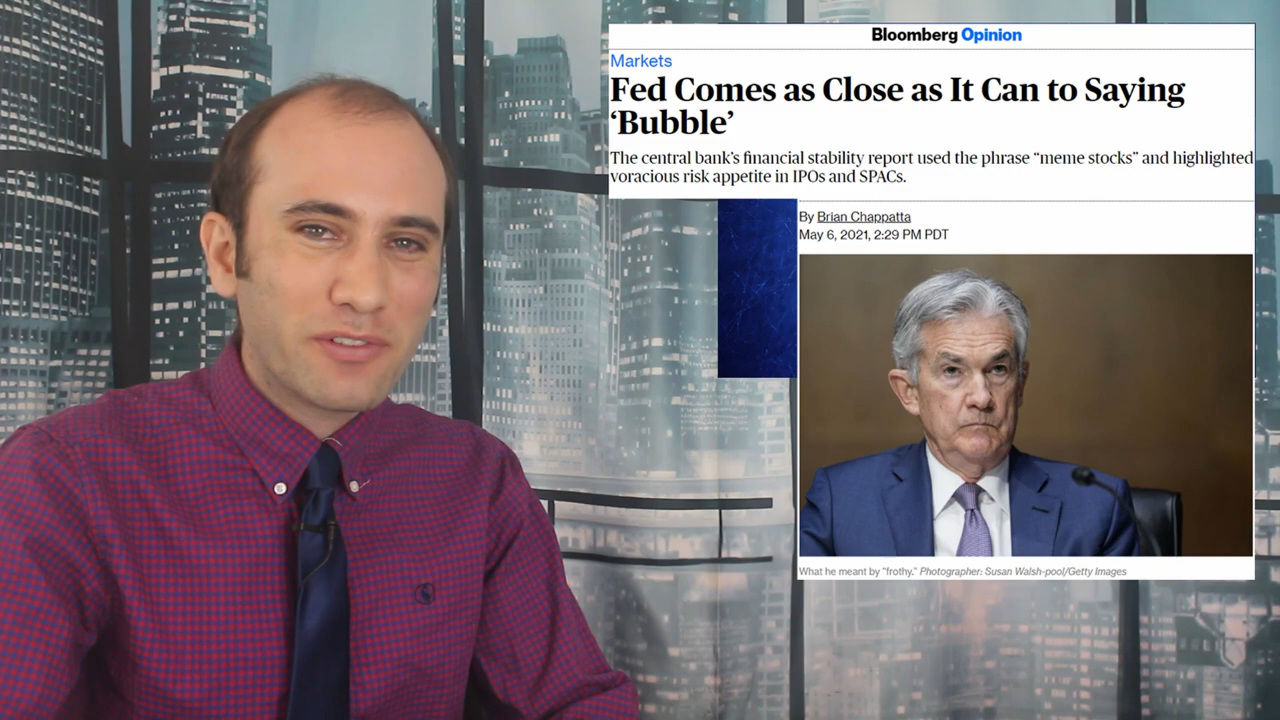 Bloomberg Opinion
Markets
Fed Comes as Close as It Can to Saying
‘Bubble’
The central bank’s financial stability report used the phrase “meme stocks” and highlighted
voracious risk appetite in IPOs and SPACs.
By Brian Chappatta
May 6, 2021, 2:29 PM PDT
What he meant by “frothy.” Photographer: Susan Walsh-pool/Getty Images